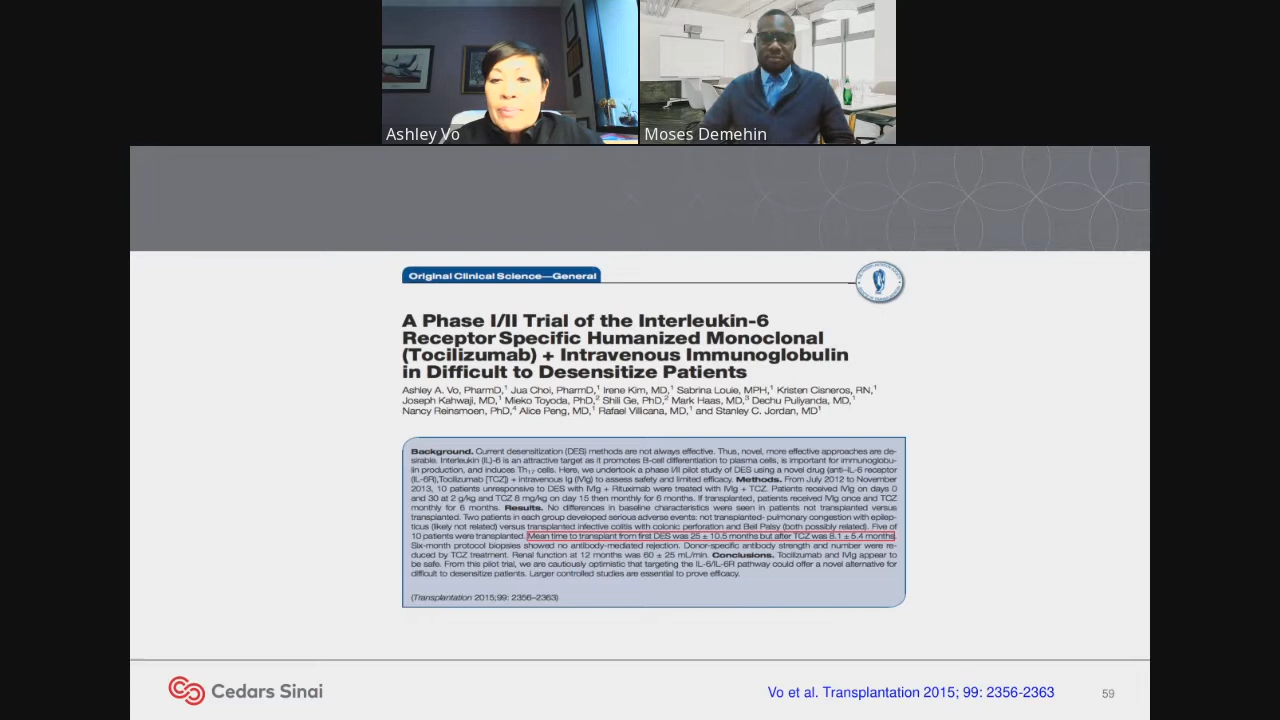 Ashley Vo
Moses Demehin
Original Clinical Science—General
A Phase I/II Trial of the Interleukin-6
Receptor Specific Humanized Monoclonal
(Tocilizumab) + Intravenous Immunoglobulin
in Difficult to Desensitize Patients
Ashley A. Vo, PharmD,¹ Jua Choi, PharmD,¹ Irene Kim, MD,¹ Sabrina Louie, MPH,¹ Kristen Cisneros, RN,¹
Joseph Kahwaji, MD,¹ Mieko Toyoda, PhD,² Shili Ge, PhD,² Mark Haas, MD,³ Dechu Puliyanda, MD,¹
Nancy Reinsmoen, PhD,⁴ Alice Peng, MD,¹ Rafael Villicana, MD,¹ and Stanley C. Jordan, MD¹
Background. Current desensitization (DES) methods are not always effective. Thus, novel, more effective approaches are de-
sirable. Interleukin (IL)-6 is an attractive target as it promotes B-cell differentiation to plasma cells, is important for immunoglobu-
lin production, and induces Th₁₇ cells. Here, we undertook a phase I/II pilot study of DES using a novel drug (anti–IL-6 receptor
(IL-6R),Tocilizumab [TCZ]) + intravenous Ig (IVIg) to assess safety and limited efficacy. Methods. From July 2012 to November
2013, 10 patients unresponsive to DES with IVIg + Rituximab were treated with IVIg + TCZ. Patients received IVIg on days 0
and 30 at 2 g/kg and TCZ 8 mg/kg on day 15 then monthly for 6 months. If transplanted, patients received IVIg once and TCZ
monthly for 6 months. Results. No differences in baseline characteristics were seen in patients not transplanted versus
transplanted. Two patients in each group developed serious adverse events: not transplanted- pulmonary congestion with epilep-
ticus (likely not related) versus transplanted infective colitis with colonic perforation and Bell Palsy (both possibly related). Five of
10 patients were transplanted. Mean time to transplant from first DES was 25 ± 10.5 months but after TCZ was 8.1 ± 5.4 months.
Six-month protocol biopsies showed no antibody-mediated rejection. Donor-specific antibody strength and number were re-
duced by TCZ treatment. Renal function at 12 months was 60 ± 25 mL/min. Conclusions. Tocilizumab and IVIg appear to
be safe. From this pilot trial, we are cautiously optimistic that targeting the IL-6/IL-6R pathway could offer a novel alternative for
difficult to desensitize patients. Larger controlled studies are essential to prove efficacy.
(Transplantation 2015;99: 2356–2363)
Cedars Sinai
Vo et al. Transplantation 2015; 99: 2356-2363
59